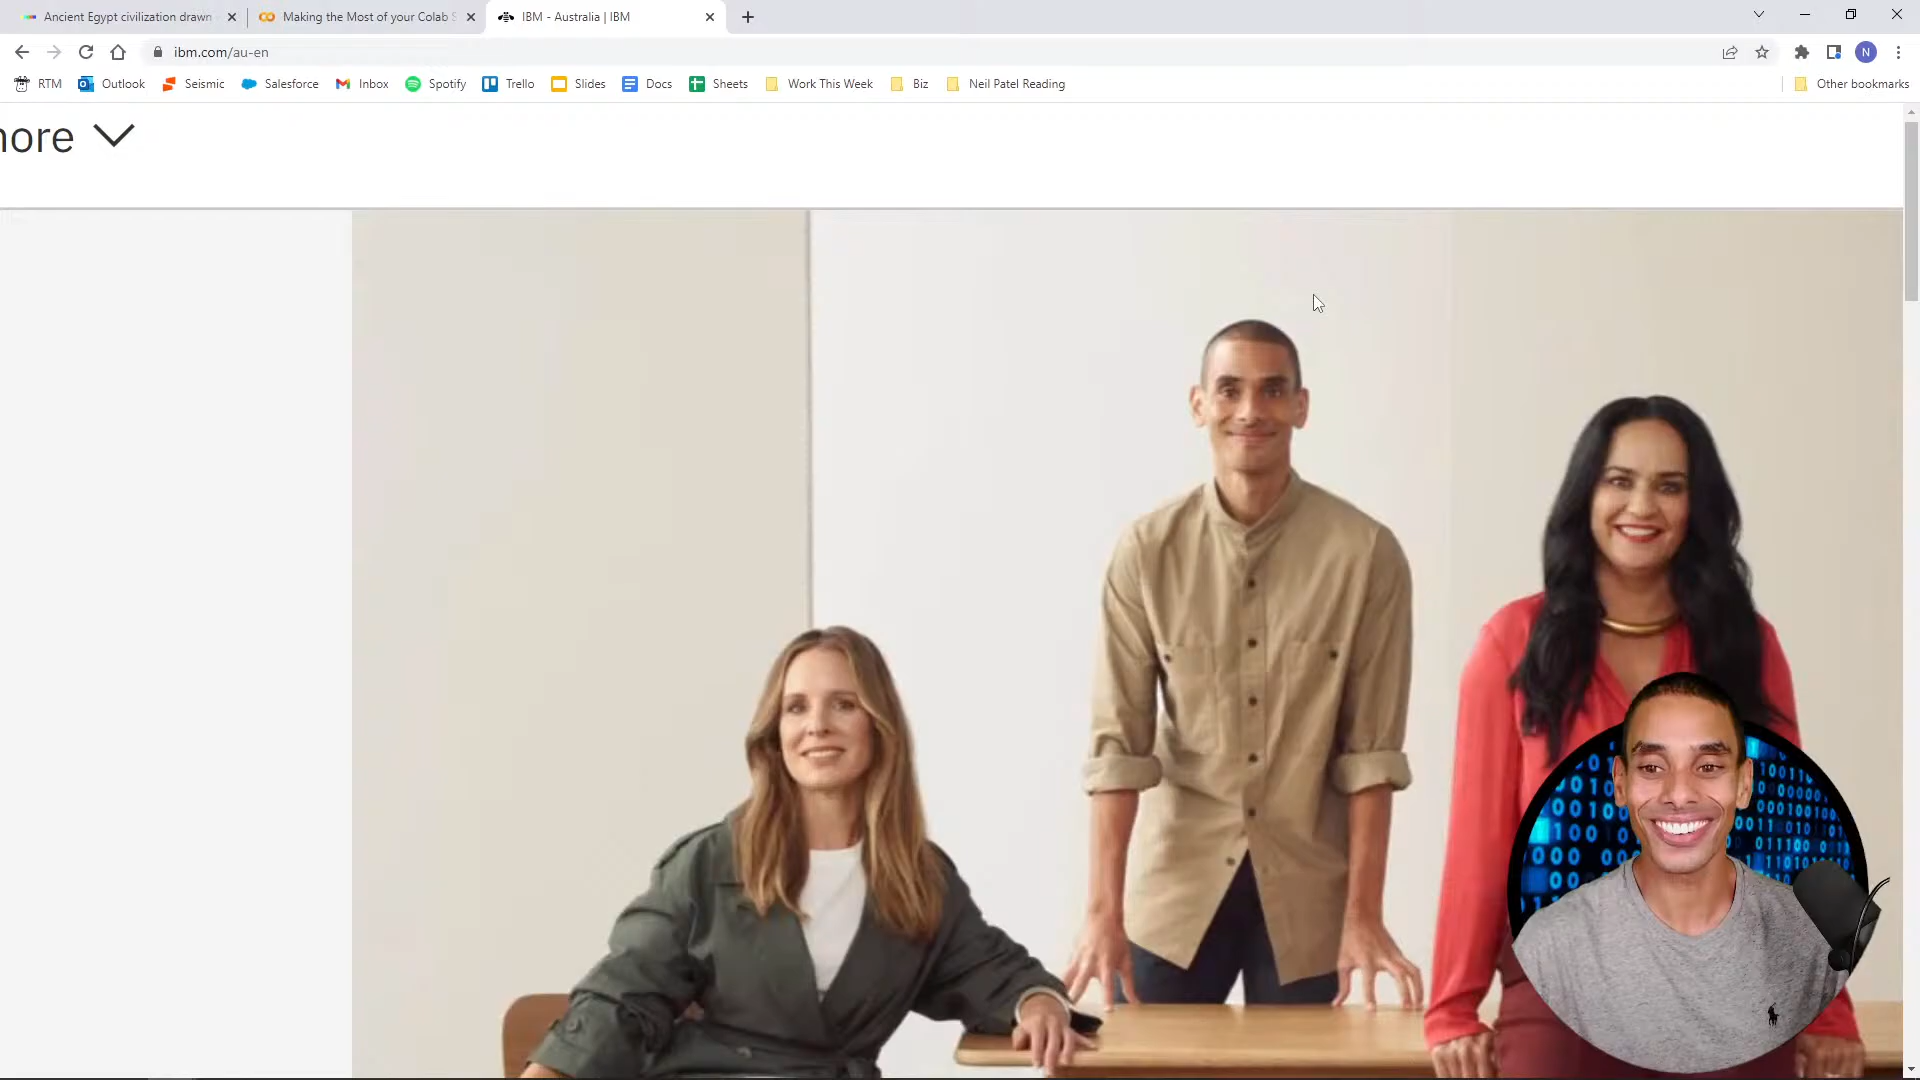 Ancient Egypt civilization drawn
Making the Most of your Colab S
IBM - Australia | IBM
ibm.com/au-en
N
RTM
Outlook
Seismic
Salesforce
Inbox
Spotify
Trello
Slides
Docs
Sheets
Work This Week
Biz
Neil Patel Reading
Other bookmarks
more